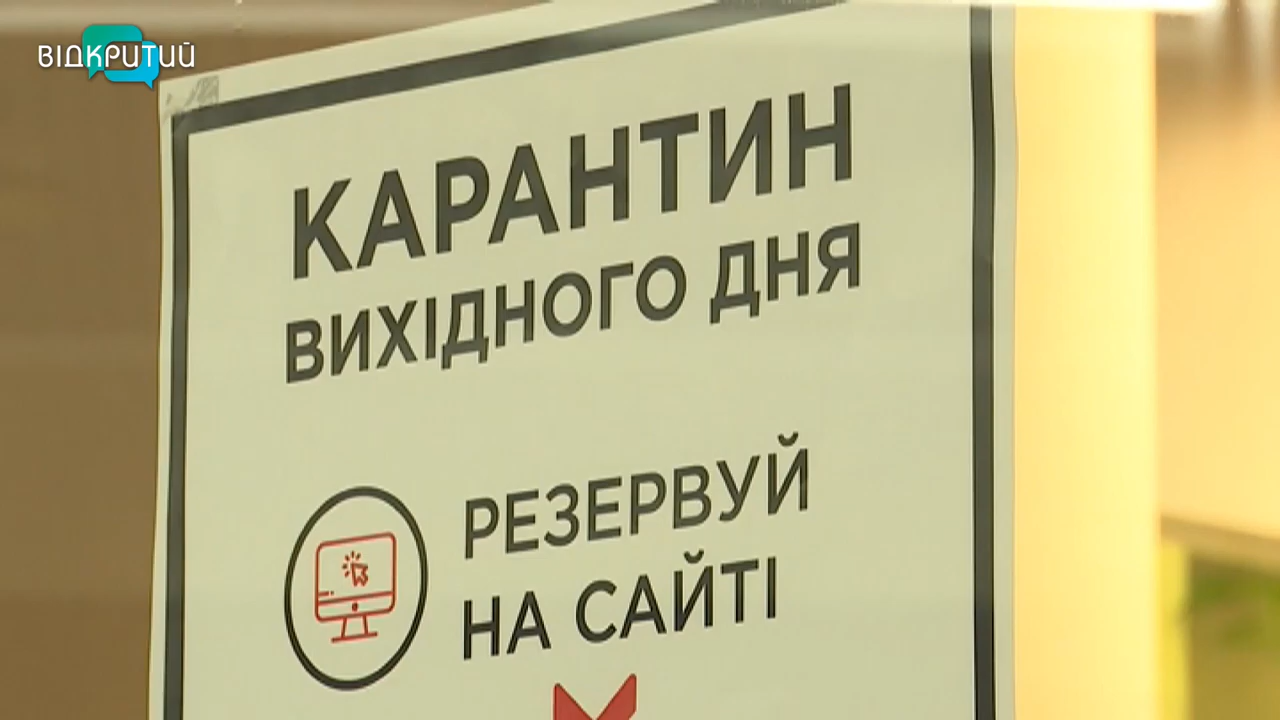 ВІДКРИТИЙ
КАРАНТИН
ВИХІДНОГО ДНЯ
РЕЗЕРВУЙ
НА САЙТІ